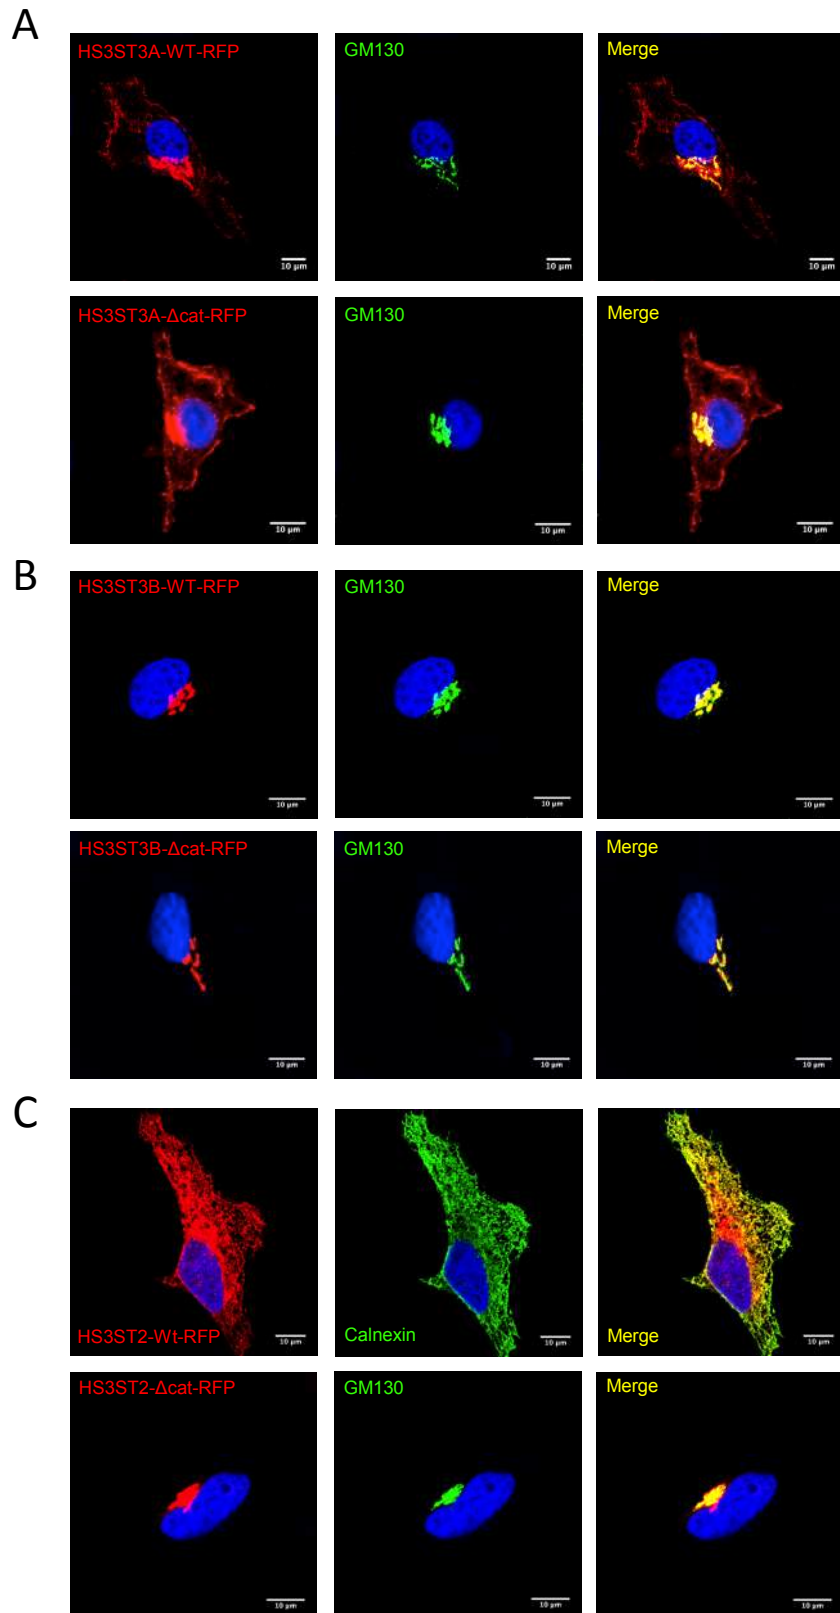 A
HS3ST3A-WT-RFP
GM130
Merge
10 µm
10 µm
10 µm
HS3ST3A-Δcat-RFP
GM130
Merge
10 µm
10 µm
10 µm
B
HS3ST3B-WT-RFP
GM130
Merge
10 µm
10 µm
10 µm
HS3ST3B-Δcat-RFP
GM130
Merge
10 µm
10 µm
10 µm
C
HS3ST2-Wt-RFP
Calnexin
Merge
10 µm
10 µm
10 µm
HS3ST2-Δcat-RFP
GM130
Merge
10 µm
10 µm
10 µm